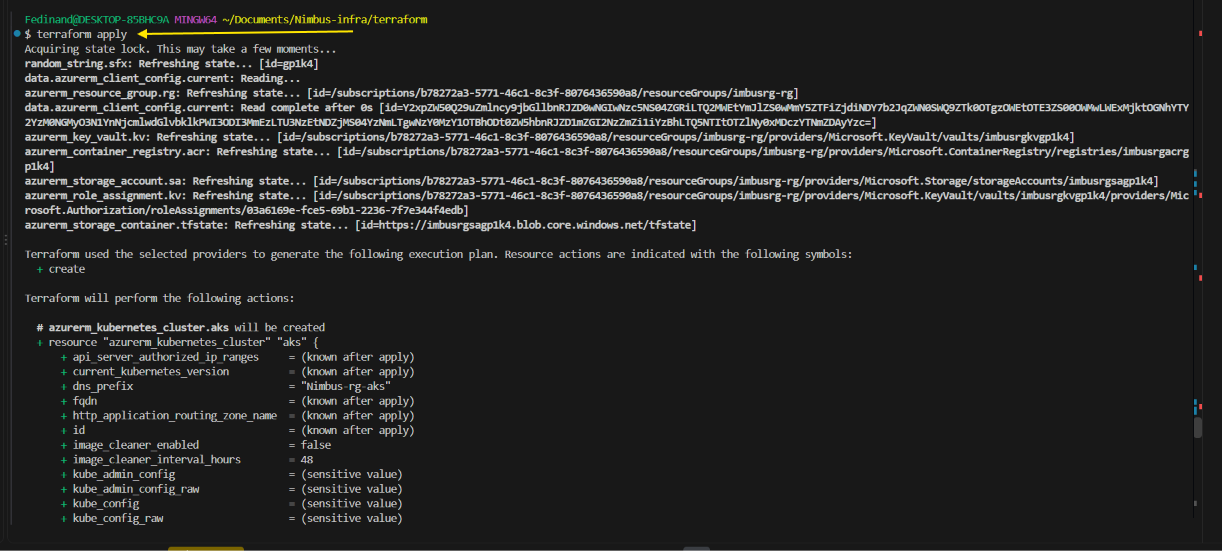 Fedinand@DESKTOP-85BHC9A MINGW64 ~/Documents/Nimbus-infra/terraform
$ terraform apply
Acquiring state lock. This may take a few moments...
random_string.sfx: Refreshing state... [id=gp1k4]
data.azurerm_client_config.current: Reading...
azurerm_resource_group.rg: Refreshing state... [id=/subscriptions/b78272a3-5771-46c1-8c3f-8076436590a8/resourceGroups/imbusrg-rg]
data.azurerm_client_config.current: Read complete after 0s
azurerm_key_vault.kv: Refreshing state... [id=/subscriptions/b78272a3-5771-46c1-8c3f-8076436590a8/resourceGroups/imbusrg-rg/providers/Microsoft.KeyVault/vaults/imbusrgkvgp1k4]
azurerm_container_registry.acr: Refreshing state... [id=/subscriptions/b78272a3-5771-46c1-8c3f-8076436590a8/resourceGroups/imbusrg-rg/providers/Microsoft.ContainerRegistry/registries/imbusrgacrg
p1k4]
azurerm_storage_account.sa: Refreshing state... [id=/subscriptions/b78272a3-5771-46c1-8c3f-8076436590a8/resourceGroups/imbusrg-rg/providers/Microsoft.Storage/storageAccounts/imbusrgsagp1k4]
azurerm_role_assignment.kv: Refreshing state... [id=/subscriptions/b78272a3-5771-46c1-8c3f-8076436590a8/resourceGroups/imbusrg-rg/providers/Microsoft.KeyVault/vaults/imbusrgkvgp1k4/providers/Mic
rosoft.Authorization/roleAssignments/03a6169e-fce5-69b1-2236-7f7e344f4edb]
azurerm_storage_container.tfstate: Refreshing state... [id=https://imbusrgsagp1k4.blob.core.windows.net/tfstate]
Terraform used the selected providers to generate the following execution plan. Resource actions are indicated with the following symbols:
+ create
Terraform will perform the following actions:
# azurerm_kubernetes_cluster.aks will be created
+ resource "azurerm_kubernetes_cluster" "aks" {
+ api_server_authorized_ip_ranges = (known after apply)
+ current_kubernetes_version = (known after apply)
+ dns_prefix = "Nimbus-rg-aks"
+ fqdn = (known after apply)
+ http_application_routing_zone_name = (known after apply)
+ id = (known after apply)
+ image_cleaner_enabled = false
+ image_cleaner_interval_hours = 48
+ kube_admin_config = (sensitive value)
+ kube_admin_config_raw = (sensitive value)
+ kube_config = (sensitive value)
+ kube_config_raw = (sensitive value)